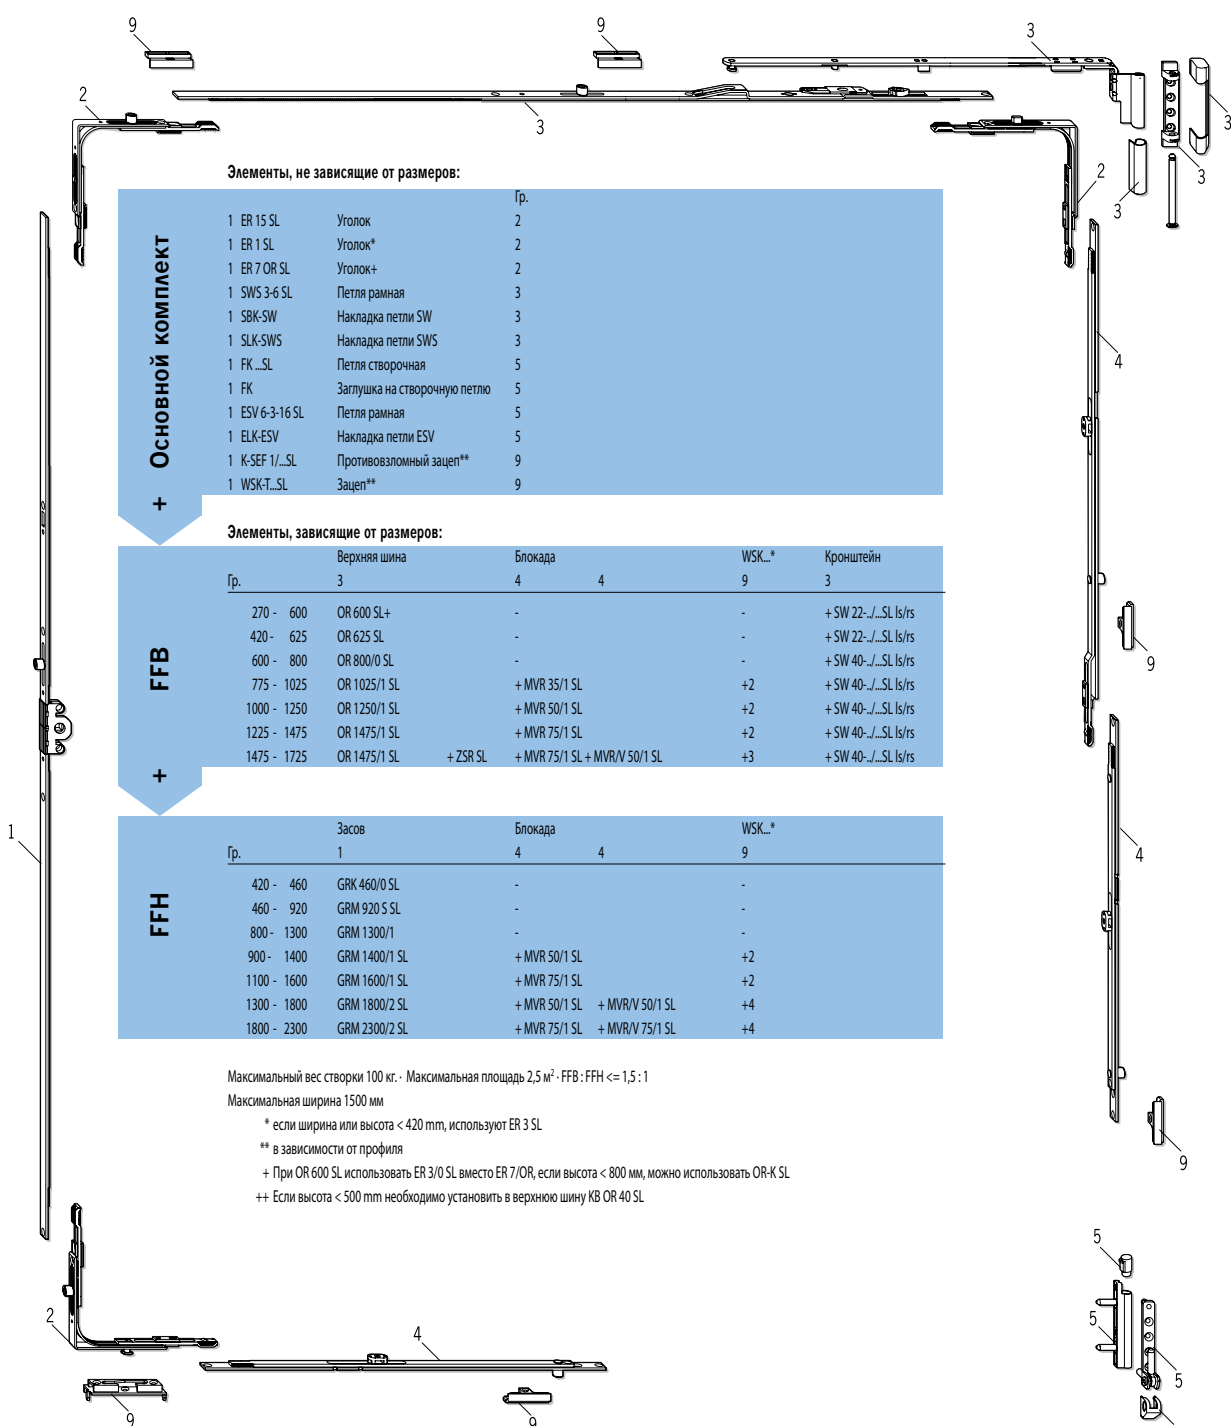 9
9
3
2
3
3
3
2
3
Элементы, не зависящие от размеров:
Основной комплект
Гр.
1 ER 15 SL Уголок 2
1 ER 1 SL Уголок* 2
1 ER 7 OR SL Уголок+ 2
1 SWS 3-6 SL Петля рамная 3
1 SBK-SW Накладка петли SW 3
1 SLK-SWS Накладка петли SWS 3
1 FK ...SL Петля створочная 5
1 FK Заглушка на створочную петлю 5
1 ESV 6-3-16 SL Петля рамная 5
1 ELK-ESV Накладка петли ESV 5
1 K-SEF 1/...SL Противовзломный зацеп** 9
1 WSK-T...SL Зацеп** 9
+
4
Элементы, зависящие от размеров:
FFB
Верхняя шина Блокада WSK...* Кронштейн
Гр. 3 4 4 9 3
270 - 600 OR 600 SL+ - - + SW 22-../...SL ls/rs
420 - 625 OR 625 SL - - + SW 22-../...SL ls/rs
600 - 800 OR 800/0 SL - - + SW 40-../...SL ls/rs
775 - 1025 OR 1025/1 SL + MVR 35/1 SL +2 + SW 40-../...SL ls/rs
1000 - 1250 OR 1250/1 SL + MVR 50/1 SL +2 + SW 40-../...SL ls/rs
1225 - 1475 OR 1475/1 SL + MVR 75/1 SL +2 + SW 40-../...SL ls/rs
1475 - 1725 OR 1475/1 SL + ZSR SL + MVR 75/1 SL + MVR/V 50/1 SL +3 + SW 40-../...SL ls/rs
+
9
1
FFH
Засов Блокада WSK...*
Гр. 1 4 4 9
420 - 460 GRK 460/0 SL - -
460 - 920 GRM 920 S SL - -
800 - 1300 GRM 1300/1 - -
900 - 1400 GRM 1400/1 SL + MVR 50/1 SL +2
1100 - 1600 GRM 1600/1 SL + MVR 75/1 SL +2
1300 - 1800 GRM 1800/2 SL + MVR 50/1 SL + MVR/V 50/1 SL +4
1800 - 2300 GRM 2300/2 SL + MVR 75/1 SL + MVR/V 75/1 SL +4
4
Максимальный вес створки 100 кг. · Максимальная площадь 2,5 м² · FFB : FFH <= 1,5 : 1
Максимальная ширина 1500 мм
* если ширина или высота < 420 mm, используют ER 3 SL
** в зависимости от профиля
+ При OR 600 SL использовать ER 3/0 SL вместо ER 7/OR, если высота < 800 мм, можно использовать OR-K SL
++ Если высота < 500 mm необходимо установить в верхнюю шину KB OR 40 SL
9
5
2
4
5
5
9
9